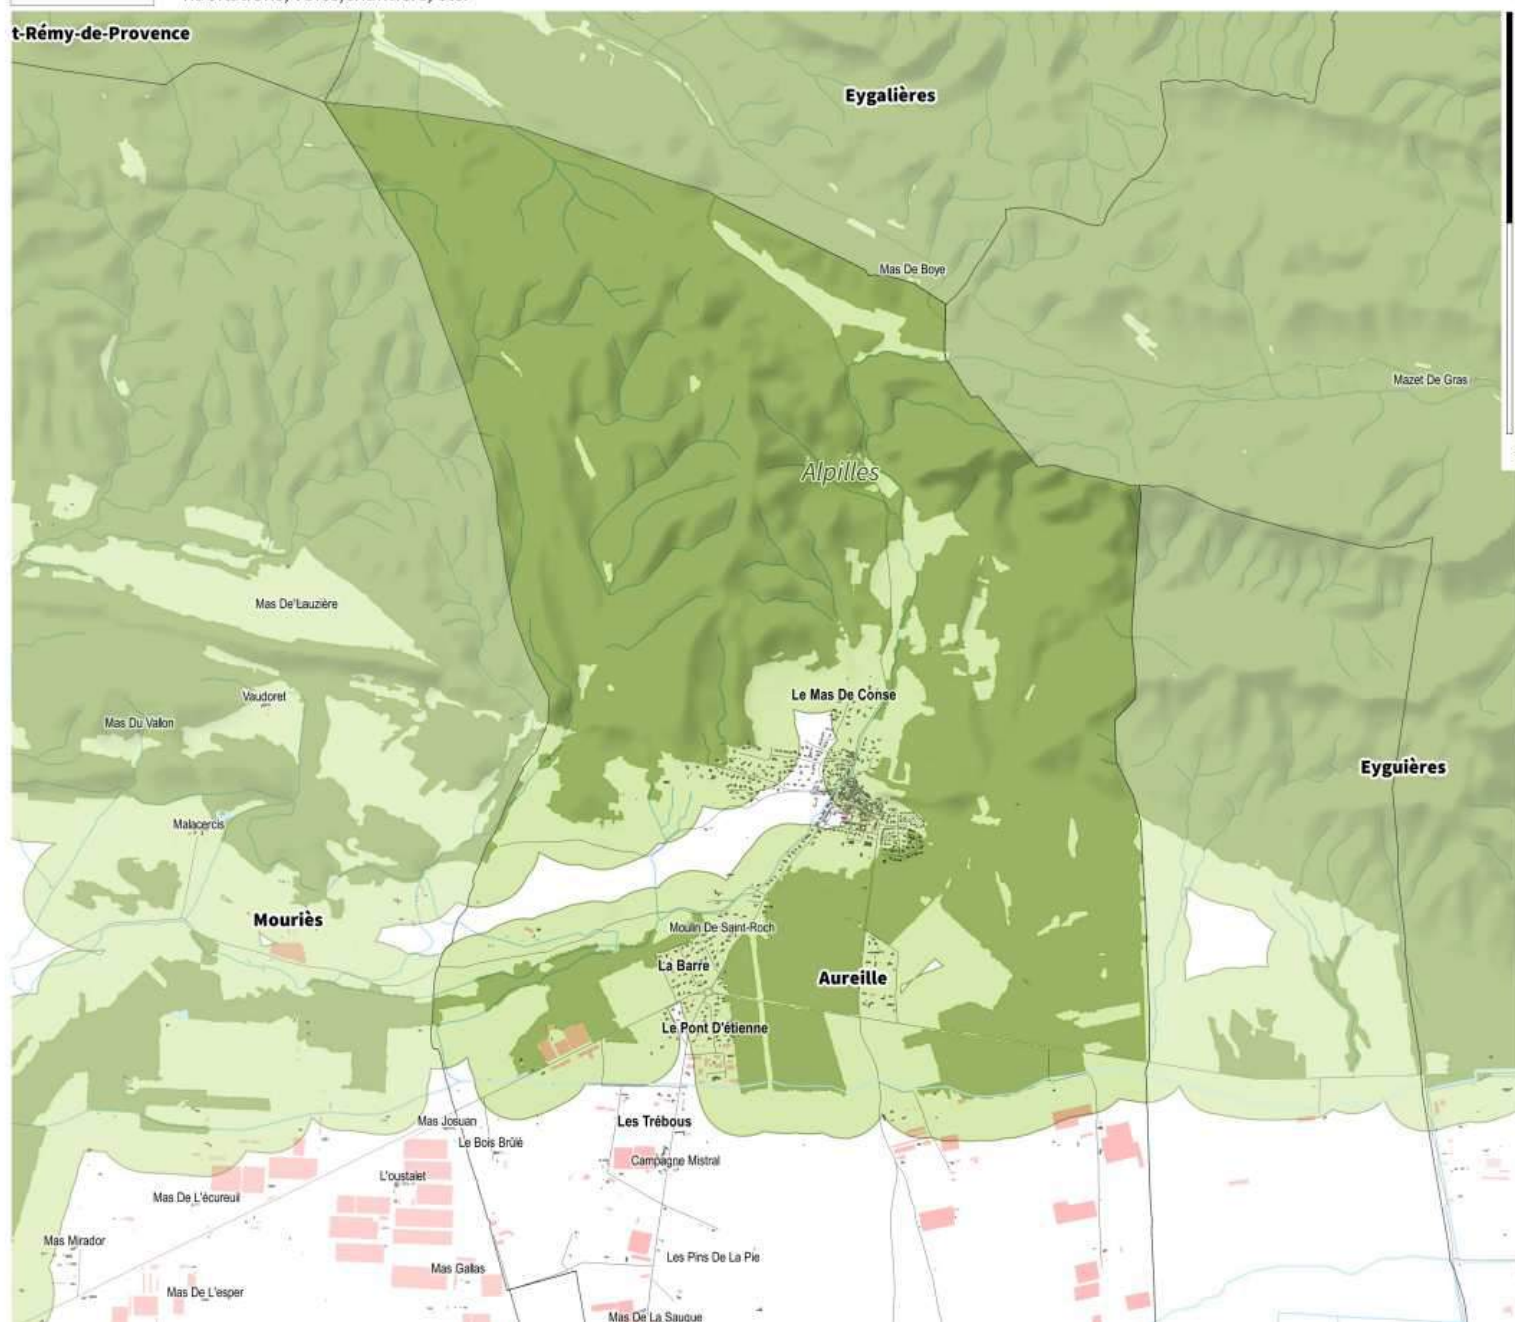 t-Rémy-de-Provence
Eygalières
Mas De Boye
Mazet De Gras
Alpilles
Mas De Lauzière
Le Mas De Conse
Vaudoret
Mas Du Vallon
Eyguières
Malacercis
Mouriès
Moulin De Saint-Roch
La Barre
Aureille
Le Pont D'étienne
Mas Josuan
Les Trébous
Le Bois Brûlé
Campagne Mistral
L'oustalet
Mas De L'écureuil
Mas Mirador
Les Pins De La Pie
Mas Gallas
Mas De L'esper
Mas De La Sauque